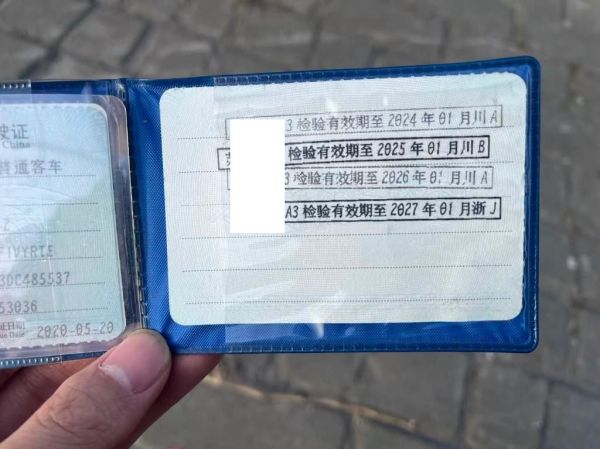 驶证
China
普通客车
3DC485537
53036
2020-05-20
A3 检验有效期至 2024 年 01 月川 A
检验有效期至 2025 年 01 月川 B
3 检验有效期至 2026 年 01 月川 A
A3 检验有效期至 2027 年 01 月浙 J